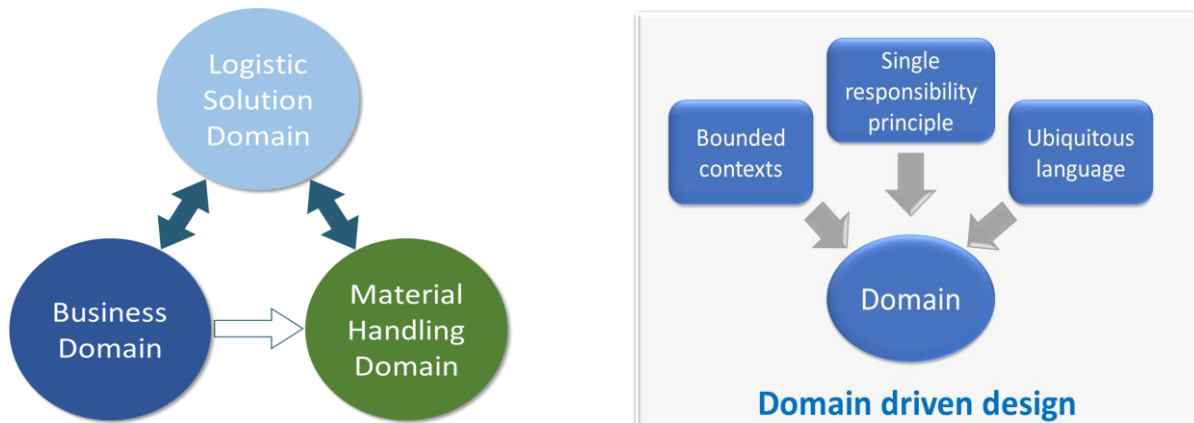 Logistic
Solution
Domain
Business
Domain
Material
Handling
Domain
Single
responsibility
principle
Bounded
contexts
Ubiquitous
language
Domain
Domain driven design